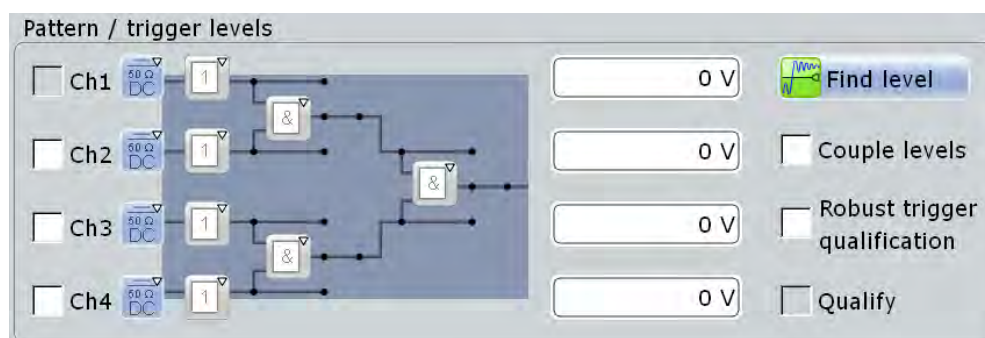 Pattern / trigger levels
Ch1 50 Ω DC 1 0 V Find level
&
Ch2 50 Ω DC 1 0 V Couple levels
&
Ch3 50 Ω DC 1 0 V Robust trigger qualification
&
Ch4 50 Ω DC 1 0 V Qualify